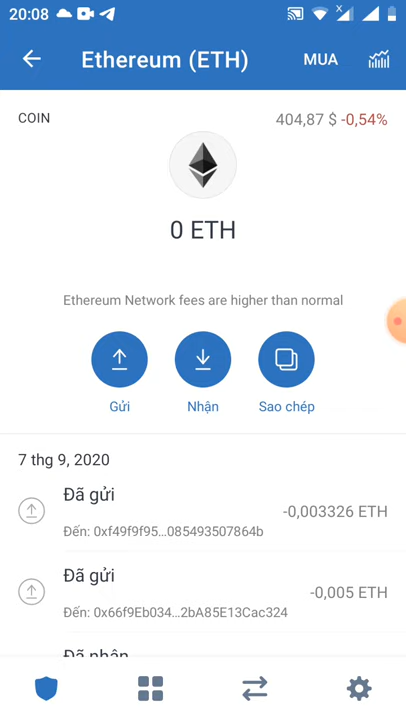 20:08
Ethereum (ETH)
MUA
COIN
404,87 $ -0,54%
0 ETH
Ethereum Network fees are higher than normal
Gửi
Nhận
Sao chép
7 thg 9, 2020
Đã gửi
-0,003326 ETH
Đến: 0xf49f9f95...085493507864b
Đã gửi
-0,005 ETH
Đến: 0x66f9Eb034...2bA85E13Cac324
Đã nhận